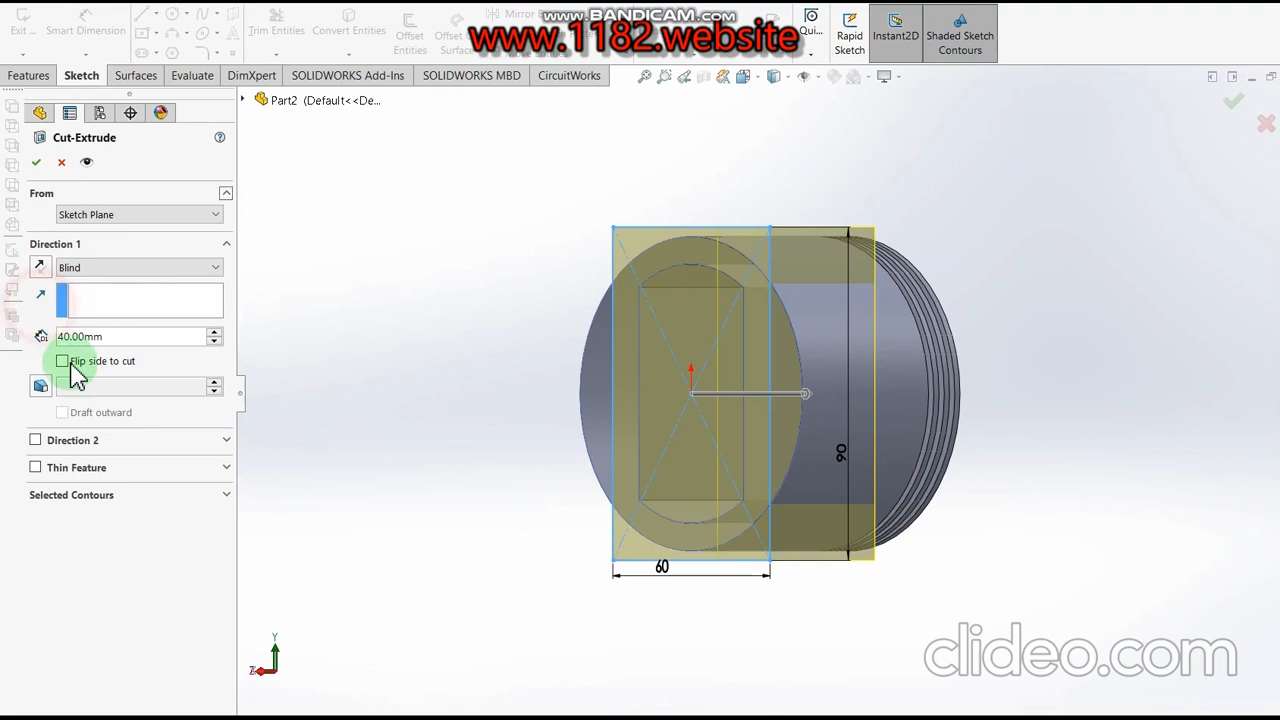 www.BANDICAM.com
www.1182.website
Exit ...
Smart Dimension
Trim Entities
Convert Entities
Offset Entities
Mirror
Qui...
Rapid Sketch
Instant2D
Shaded Sketch Contours
Features
Sketch
Surfaces
Evaluate
DimXpert
SOLIDWORKS Add-Ins
SOLIDWORKS MBD
CircuitWorks
Part2 (Default<<De...
Cut-Extrude
From
Sketch Plane
Direction 1
Blind
D1
40.00mm
Flip side to cut
Draft outward
Direction 2
Thin Feature
Selected Contours
90
60
Y
Z
clideo.com